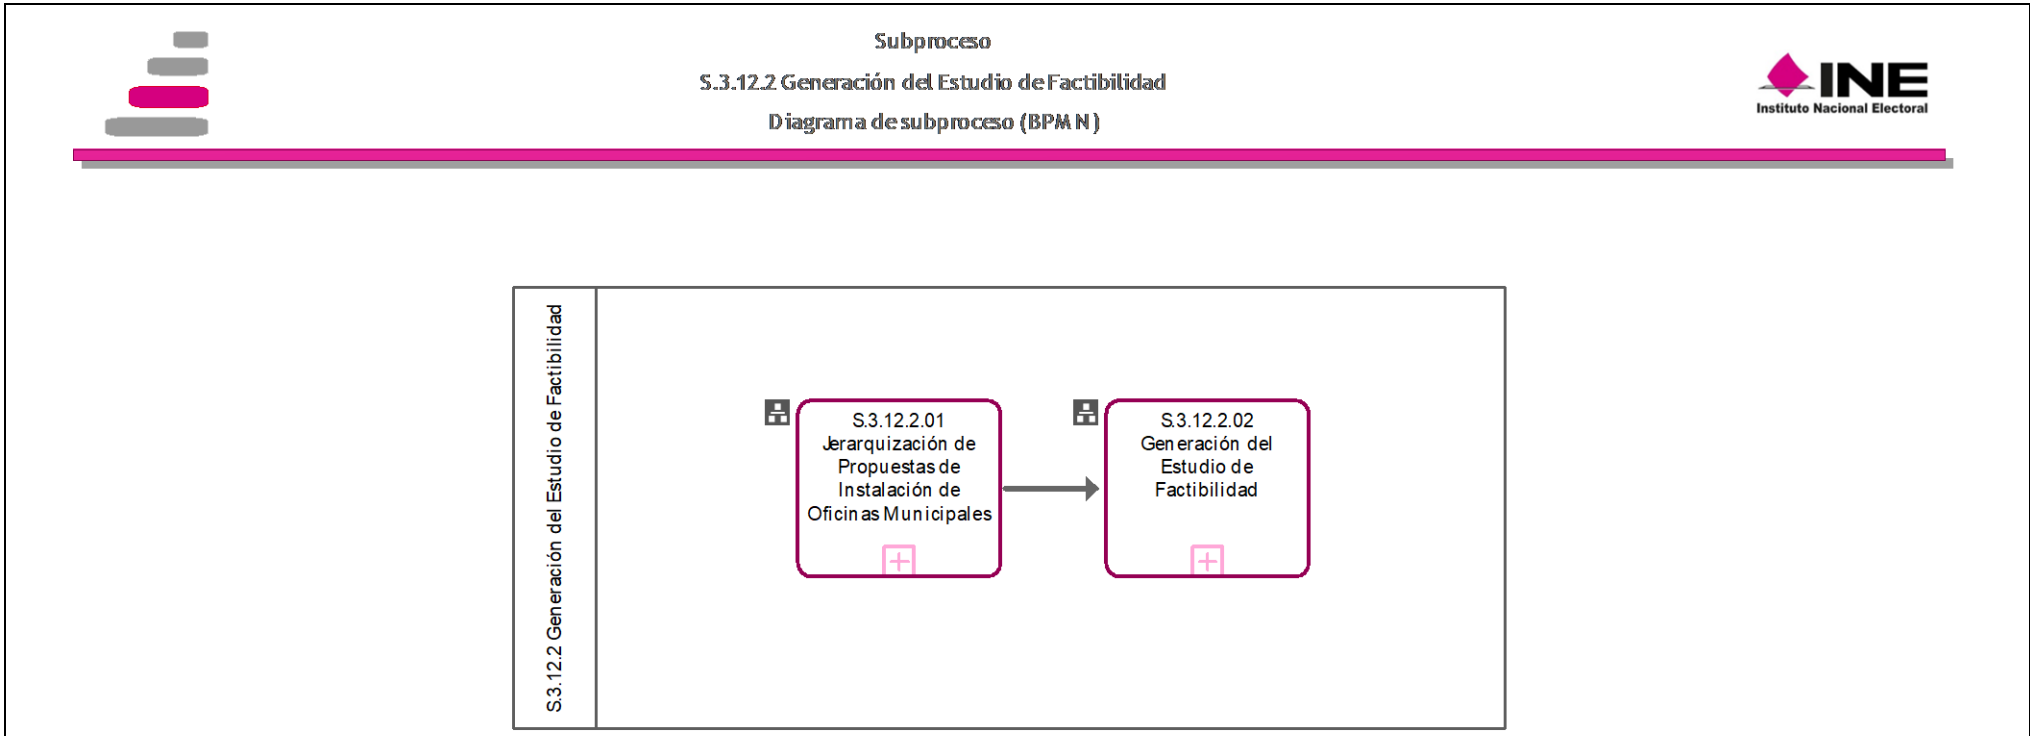 Subproceso
S.3.12.2 Generación del Estudio de Factibilidad
Diagrama de subproceso (BPMN)
INE
Instituto Nacional Electoral
S.3.12.2 Generación del Estudio de Factibilidad
S.3.12.2.01
Jerarquización de
Propuestas de
Instalación de
Oficinas Municipales
S.3.12.2.02
Generación del
Estudio de
Factibilidad